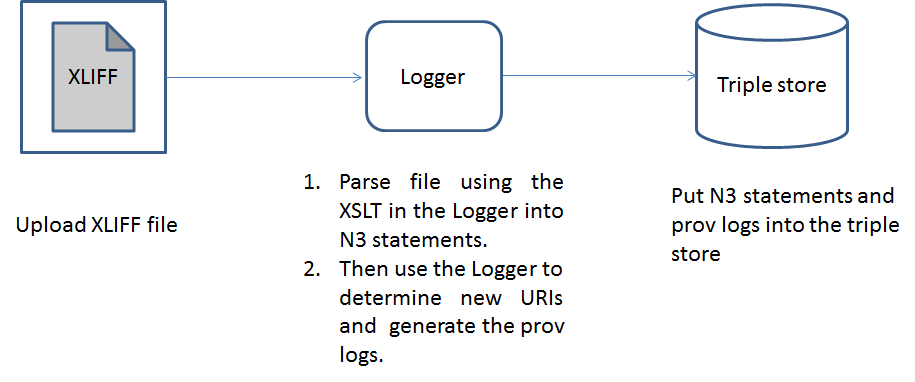 XLIFF
Logger
Triple store
Upload XLIFF file
1. Parse file using the
XSLT in the Logger into
N3 statements.
2. Then use the Logger to
determine new URIs
and generate the prov
logs.
Put N3 statements and
prov logs into the triple
store